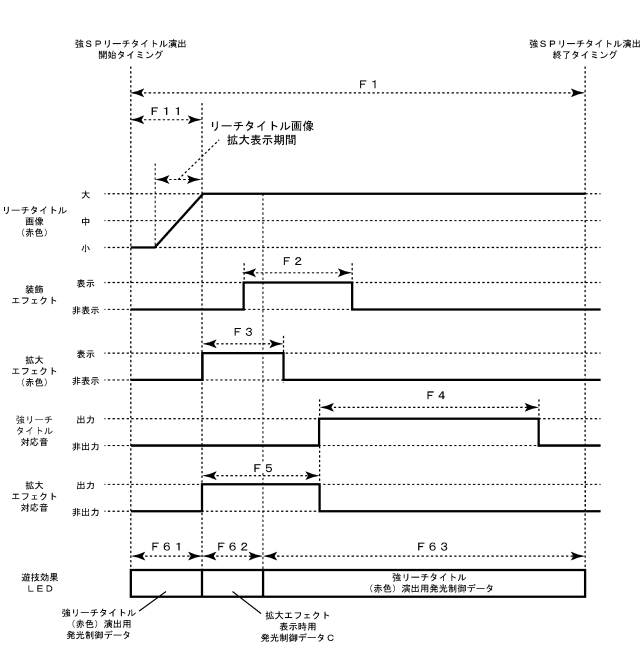 強ＳＰリーチタイトル演出
開始タイミング
強ＳＰリーチタイトル演出
終了タイミング
Ｆ１
Ｆ１１
リーチタイトル画像
拡大表示期間
リーチタイトル
画像
（赤色）
大
中
小
Ｆ２
装飾
エフェクト
表示
非表示
Ｆ３
拡大
エフェクト
（赤色）
表示
非表示
Ｆ４
強リーチ
タイトル
対応音
出力
非出力
Ｆ５
拡大
エフェクト
対応音
出力
非出力
Ｆ６１
Ｆ６２
Ｆ６３
遊技効果
ＬＥＤ
強リーチタイトル
（赤色）演出用発光制御データ
強リーチタイトル
（赤色）演出用
発光制御データ
拡大エフェクト
表示時用
発光制御データＣ